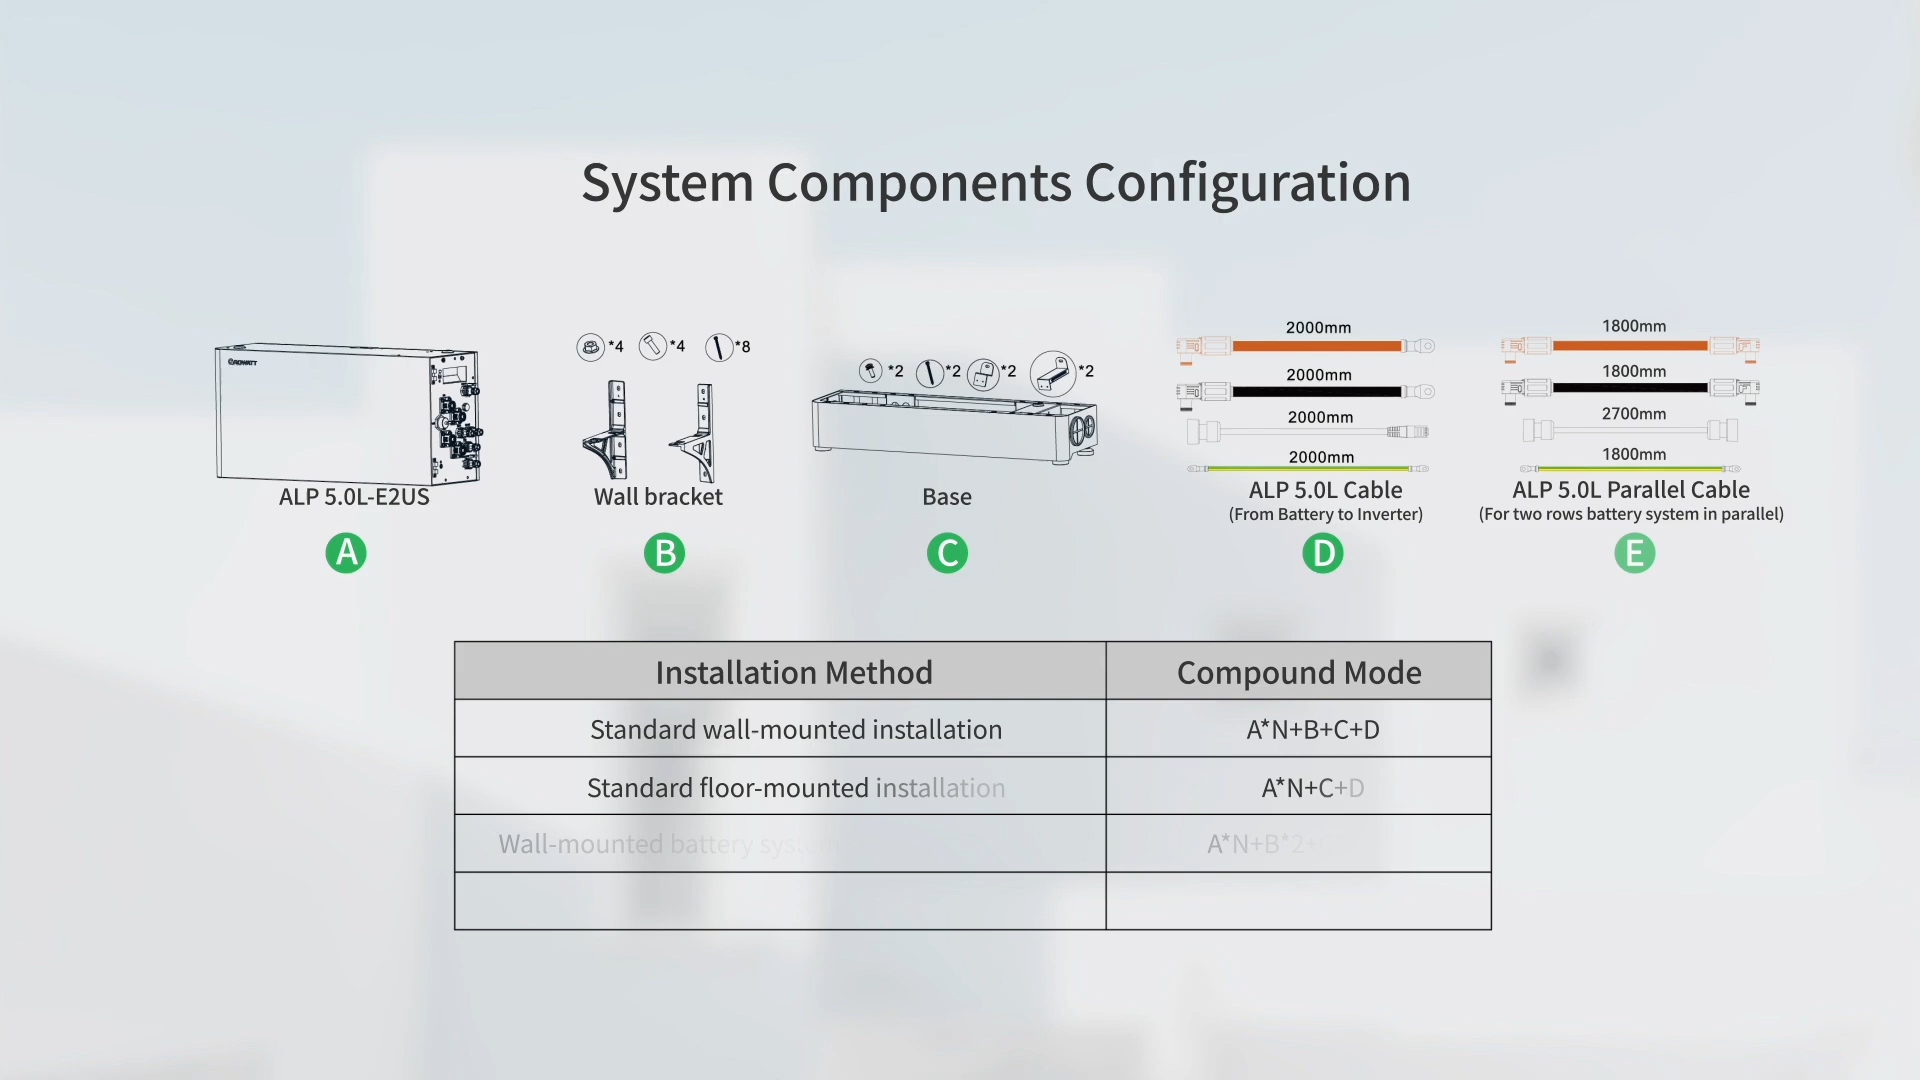 System Components Configuration
GROWATT
*4 *4 *8
*2 *2 *2 *2
2000mm
2000mm
2000mm
2000mm
1800mm
1800mm
2700mm
1800mm
ALP 5.0L-E2US
Wall bracket
Base
ALP 5.0L Cable
(From Battery to Inverter)
ALP 5.0L Parallel Cable
(For two rows battery system in parallel)
A
B
C
D
E
Installation Method Compound Mode
Standard wall-mounted installation A*N+B+C+D
Standard floor-mounted installation A*N+C+D
Wall-mounted battery system A*N+B*2+